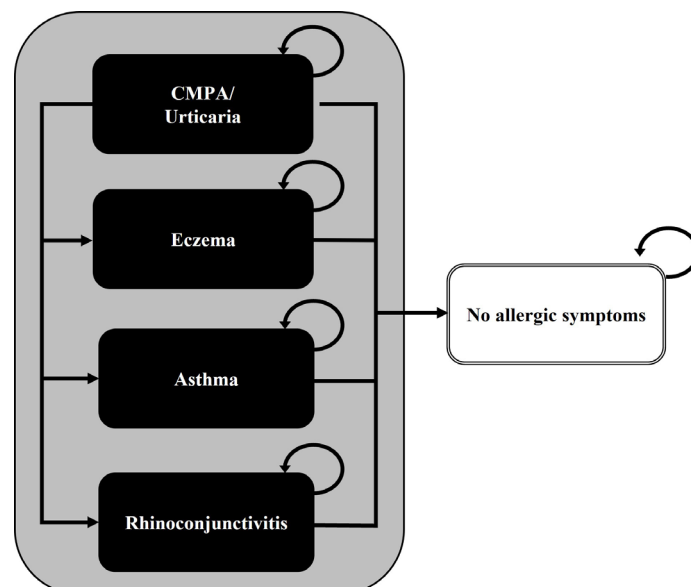 CMPA/
Urticaria
Eczema
No allergic symptoms
Asthma
Rhinoconjunctivitis